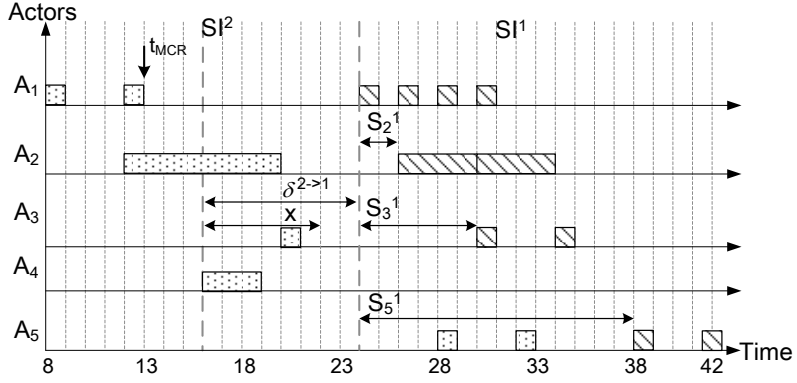 Actors
SI² SI¹
t_MCR
A₁
S₂¹
A₂
δ²⁻>¹
A₃ x S₃¹
A₄
S₅¹
A₅
Time
8 13 18 23 28 33 38 42